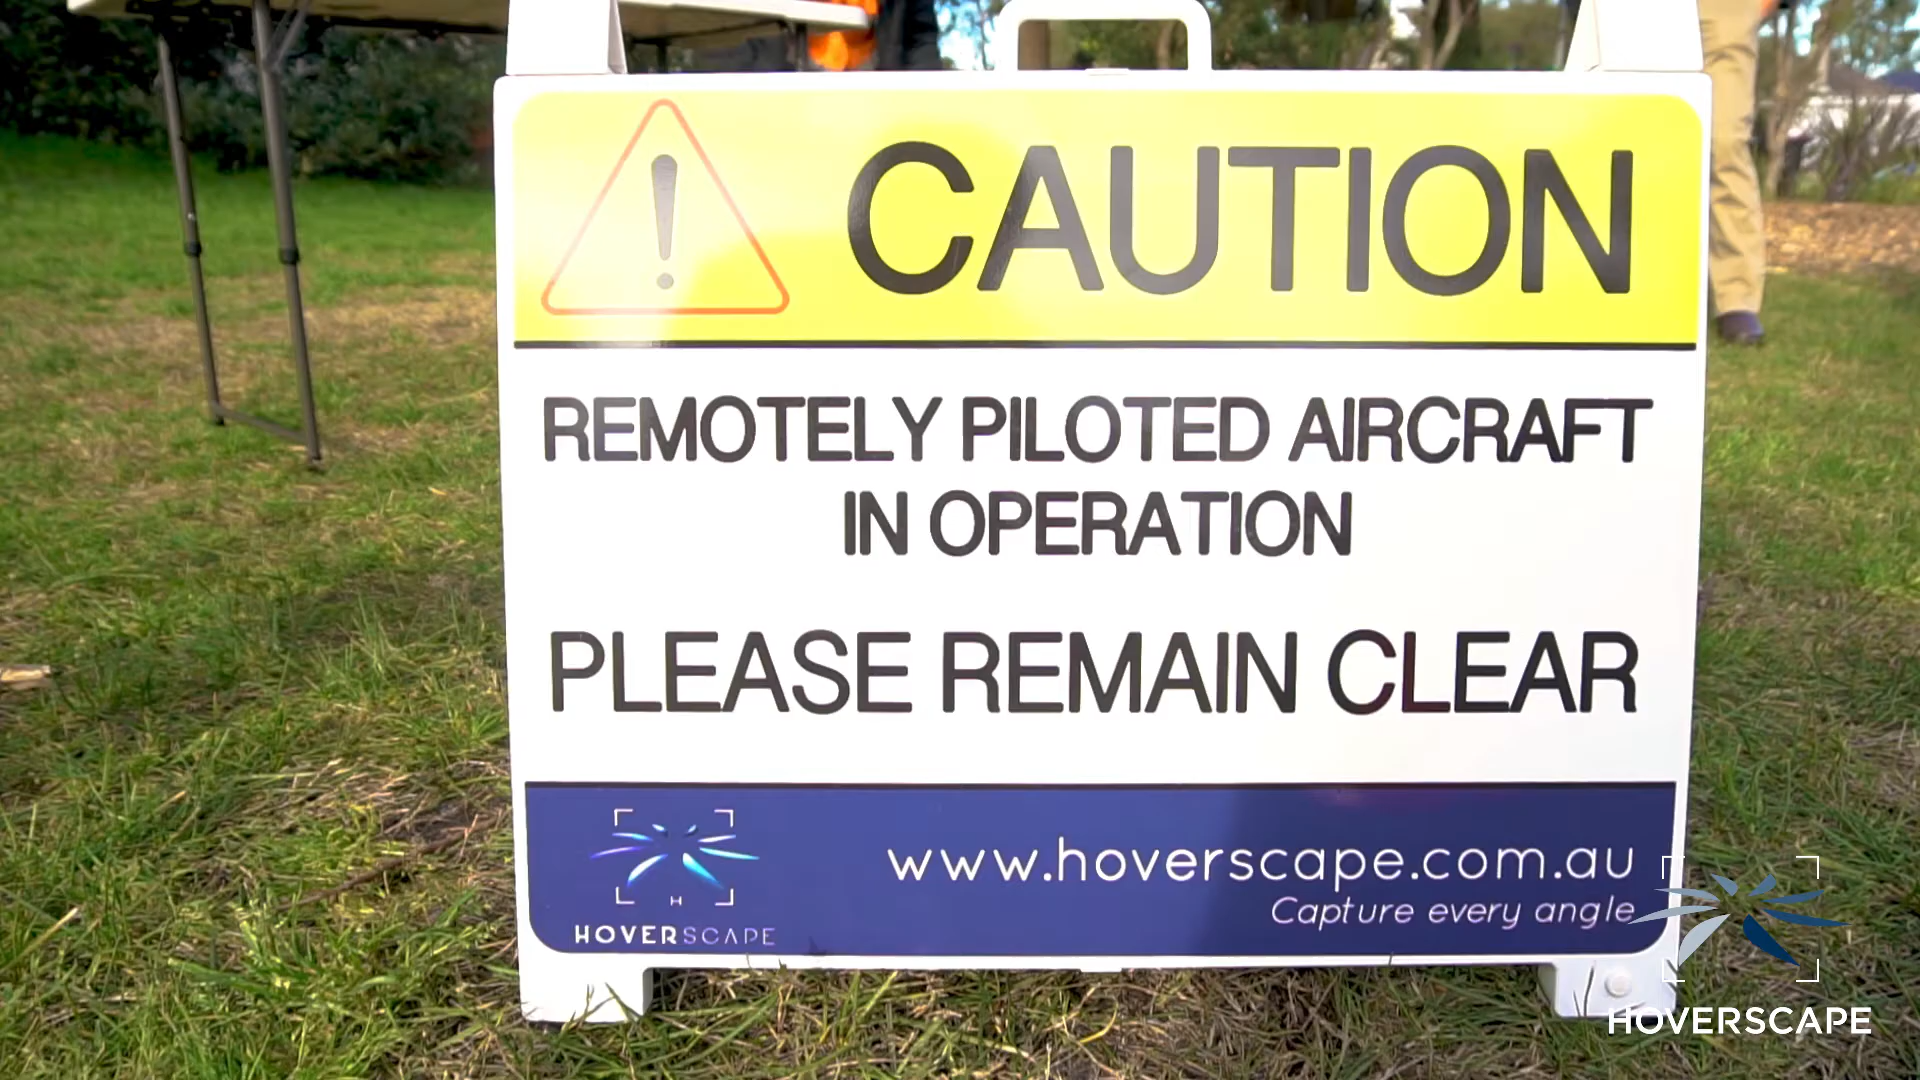 CAUTION
REMOTELY PILOTED AIRCRAFT
IN OPERATION
PLEASE REMAIN CLEAR
www.hoverscape.com.au
Capture every angle
H
HOVERSCAPE
HOVERSCAPE